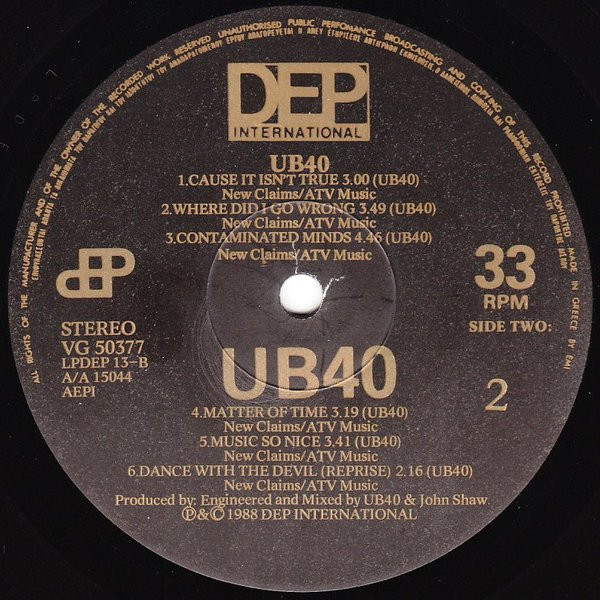 ALL RIGHTS OF THE MANUFACTURER AND OF THE OWNER OF THE RECORDED WORK RESERVED UNAUTHORISED PUBLIC PERFOMANCE BROADCASTING AND COPYING OF THIS RECORD PROHIBITED MADE IN GREECE BY EMI
DEP
INTERNATIONAL
UB40
1.CAUSE IT ISN'T TRUE 3.00 (UB40)
New Claims/ATV Music
2.WHERE DID I GO WRONG 3.49 (UB40)
New Claims/ATV Music
3.CONTAMINATED MINDS 4.46 (UB40)
New Claims/ATV Music
dEP
33
RPM
STEREO
SIDE TWO:
VG 50377
LPDEP 13-B
A/A 15044
AEPI
UB40
2
4.MATTER OF TIME 3.19 (UB40)
New Claims/ATV Music
5.MUSIC SO NICE 3.41 (UB40)
New Claims/ATV Music
6.DANCE WITH THE DEVIL (REPRISE) 2.16 (UB40)
New Claims/ATV Music
Produced by: Engineered and Mixed by UB40 & John Shaw.
℗&© 1988 DEP INTERNATIONAL